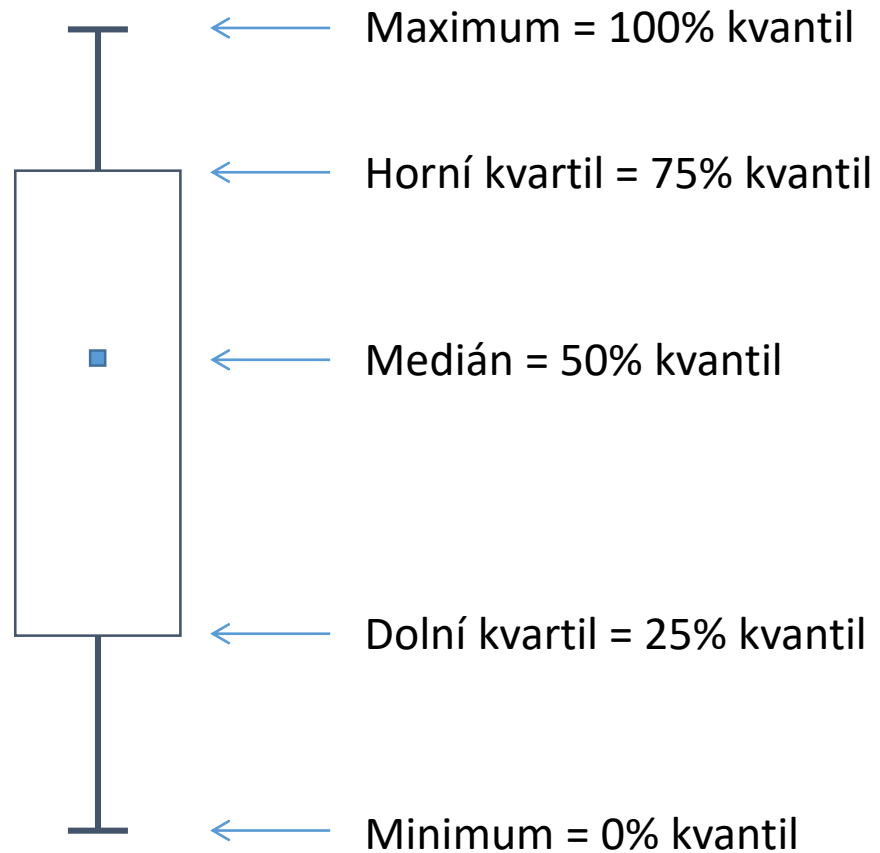 Maximum = 100% kvantil
Horní kvartil = 75% kvantil
Medián = 50% kvantil
Dolní kvartil = 25% kvantil
Minimum = 0% kvantil